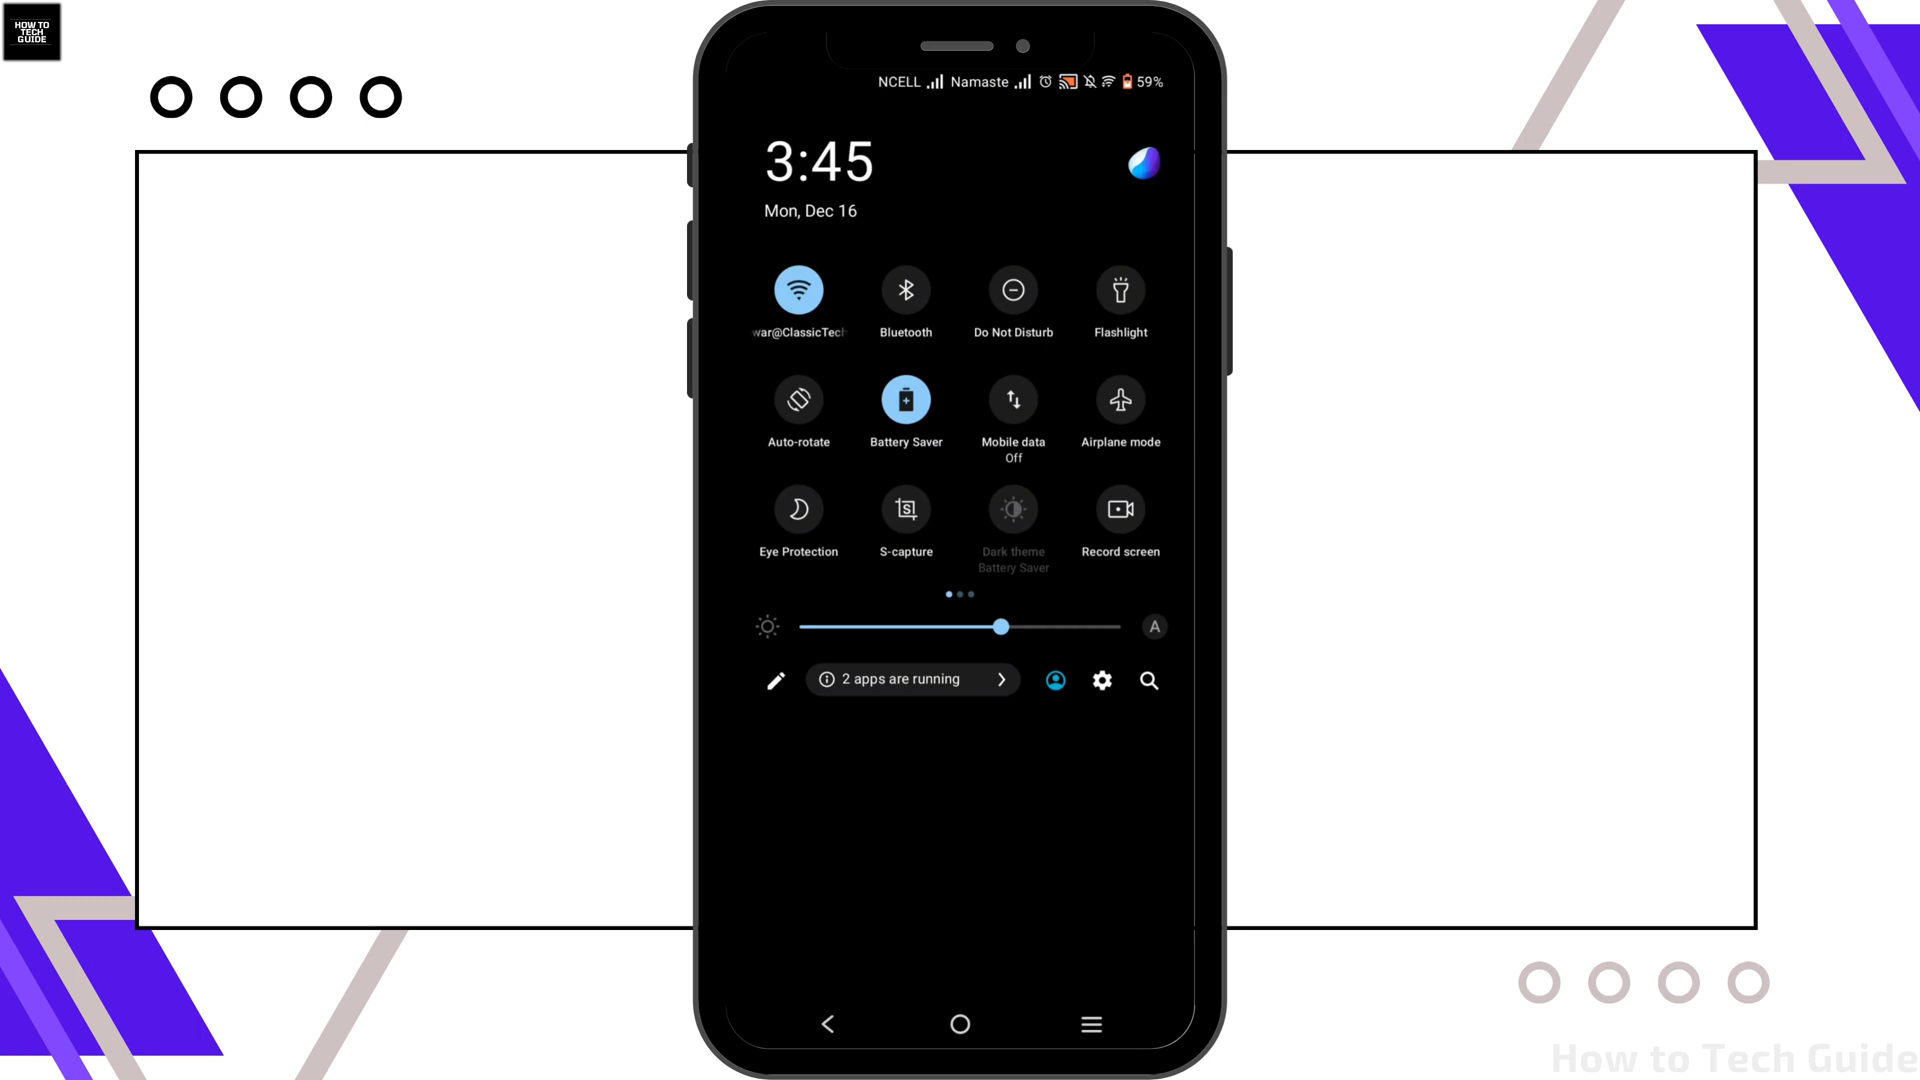 HOW TO
TECH
GUIDE
NCELL Namaste 59%
3:45
Mon, Dec 16
war@ClassicTech
Bluetooth
Do Not Disturb
Flashlight
Auto-rotate
Battery Saver
Mobile data
Off
Airplane mode
Eye Protection
S-capture
Dark theme
Battery Saver
Record screen
A
2 apps are running
How to Tech Guide